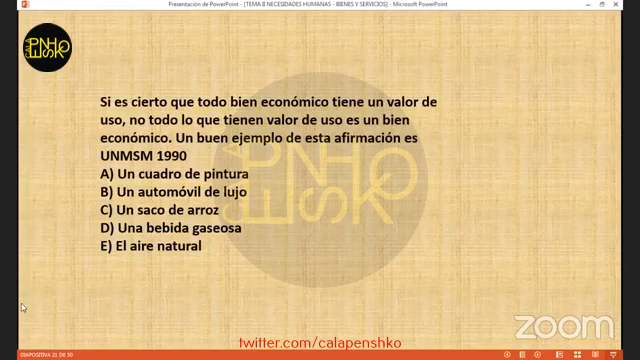 Presentación de PowerPoint - [TEMA II NECESIDADES HUMANAS - BIENES Y SERVICIOS] - Microsoft PowerPoint
Si es cierto que todo bien económico tiene un valor de
uso, no todo lo que tienen valor de uso es un bien
económico. Un buen ejemplo de esta afirmación es
UNMSM 1990
A) Un cuadro de pintura
B) Un automóvil de lujo
C) Un saco de arroz
D) Una bebida gaseosa
E) El aire natural
twitter.com/calapenshko
DIAPOSITIVA 21 DE 50
zoom